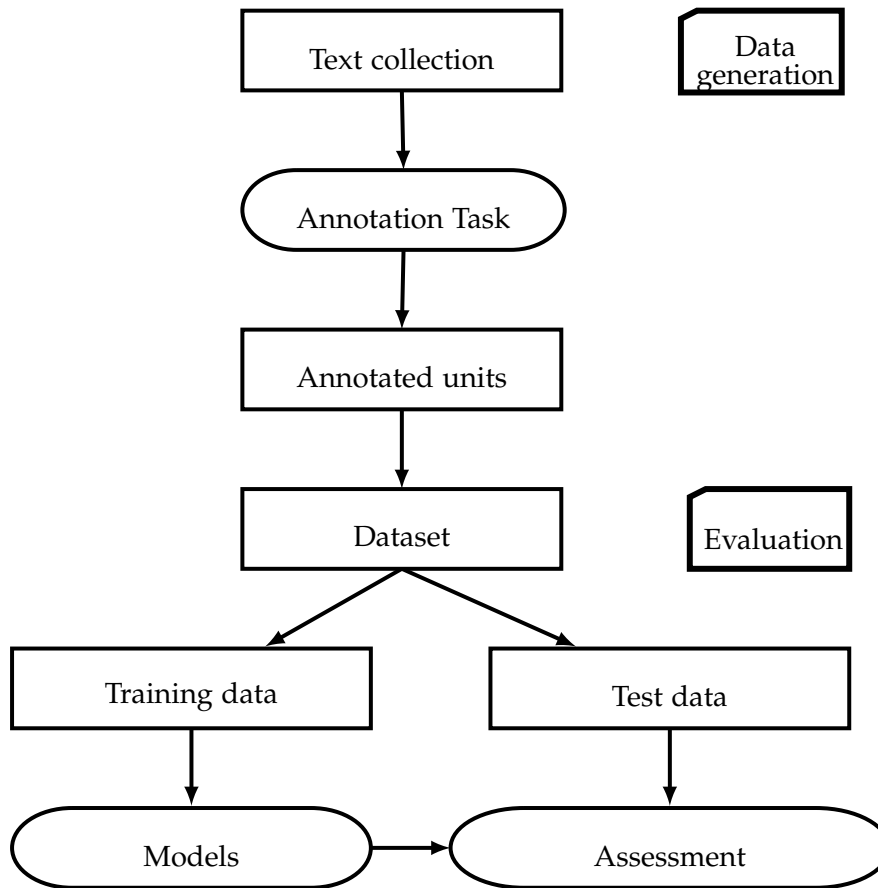 Text collection
Data
generation
Annotation Task
Annotated units
Dataset
Evaluation
Training data
Test data
Models
Assessment